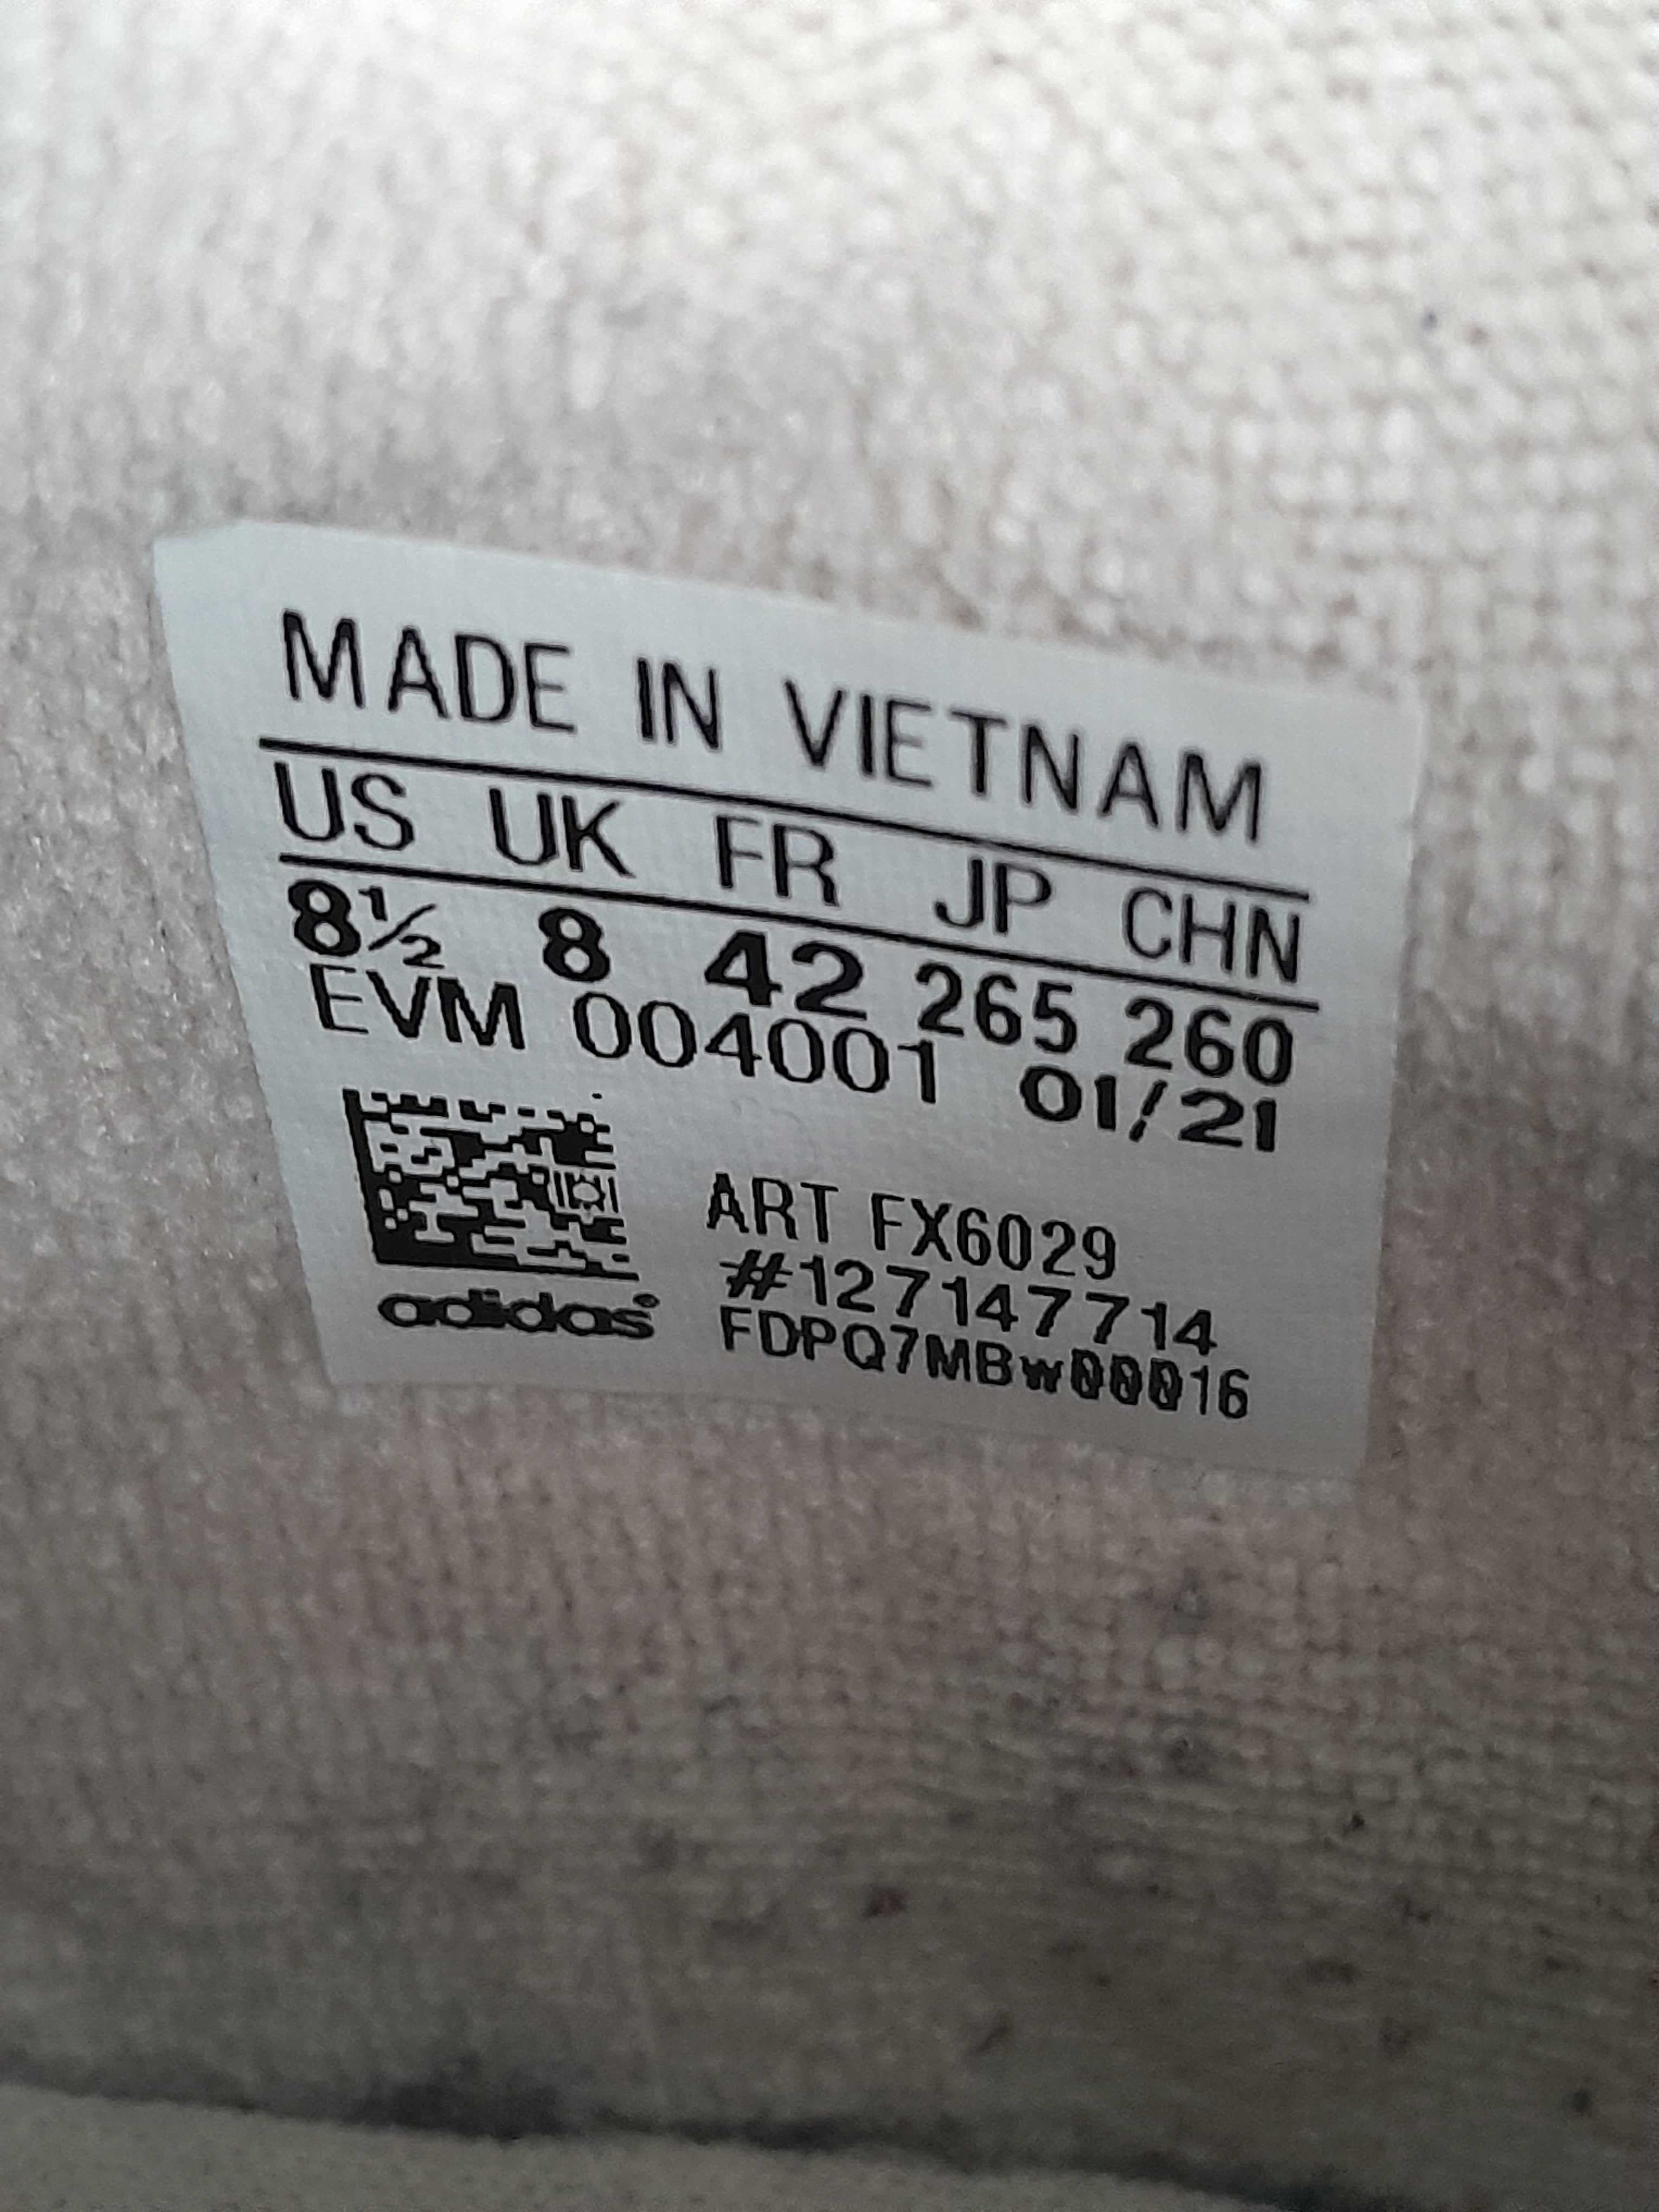 MADE IN VIETNAM
US UK FR JP CHN
8½ 8 42 265 260
EVM 004001 01/21
ART FX6029
#127147714
adidas
FDPQ7MBw00016